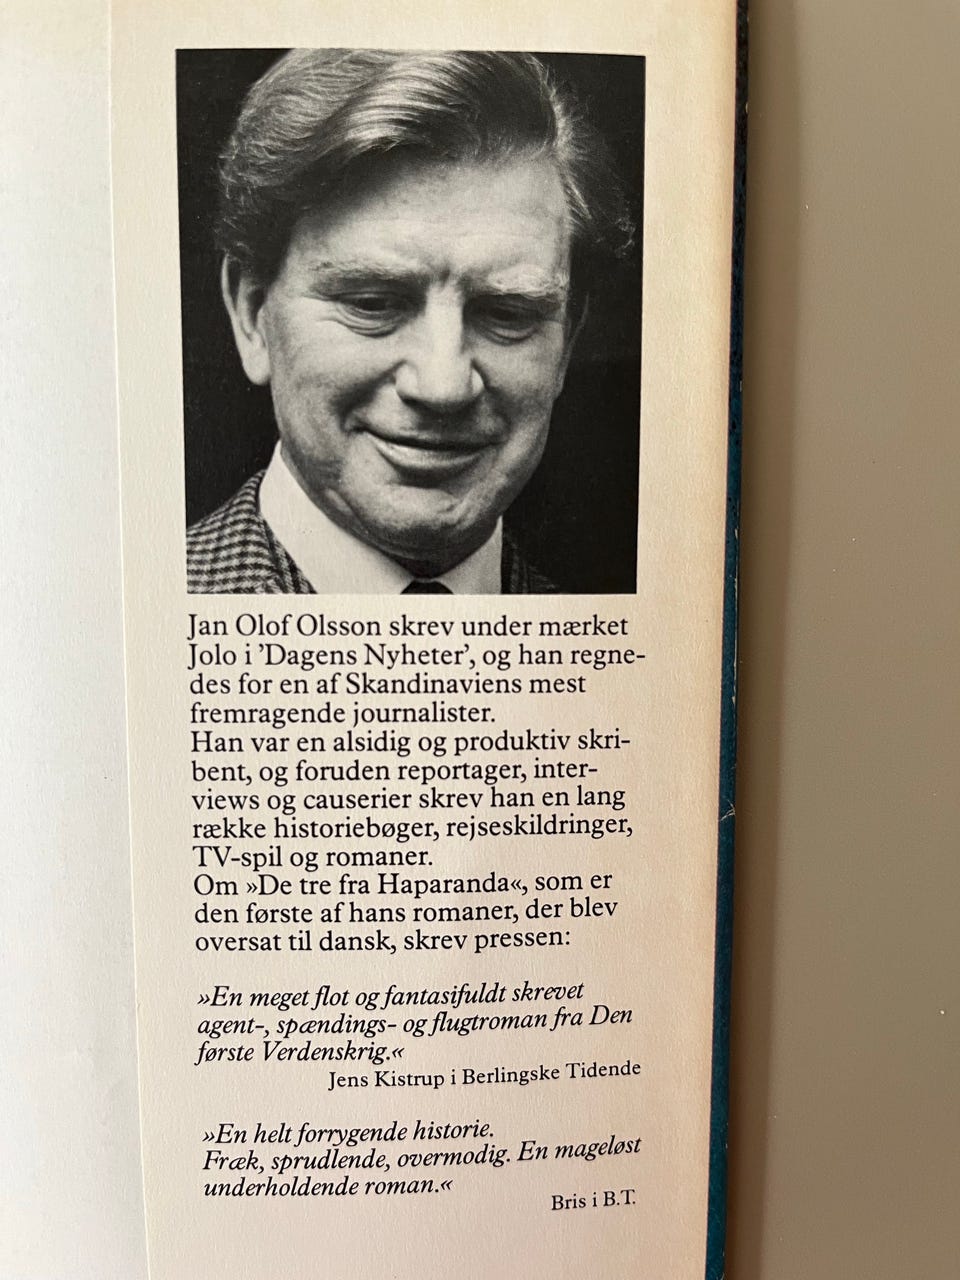 Jan Olof Olsson skrev under mærket
Jolo i 'Dagens Nyheter', og han regne-
des for en af Skandinaviens mest
fremragende journalister.
Han var en alsidig og produktiv skri-
bent, og foruden reportager, inter-
views og causerier skrev han en lang
række historiebøger, rejseskildringer,
TV-spil og romaner.
Om »De tre fra Haparanda«, som er
den første af hans romaner, der blev
oversat til dansk, skrev pressen:
»En meget flot og fantasifuldt skrevet
agent-, spændings- og flugtroman fra Den
første Verdenskrig.«
Jens Kistrup i Berlingske Tidende
»En helt forrygende historie.
Fræk, sprudlende, overmodig. En mageløst
underholdende roman.«
Bris i B.T.